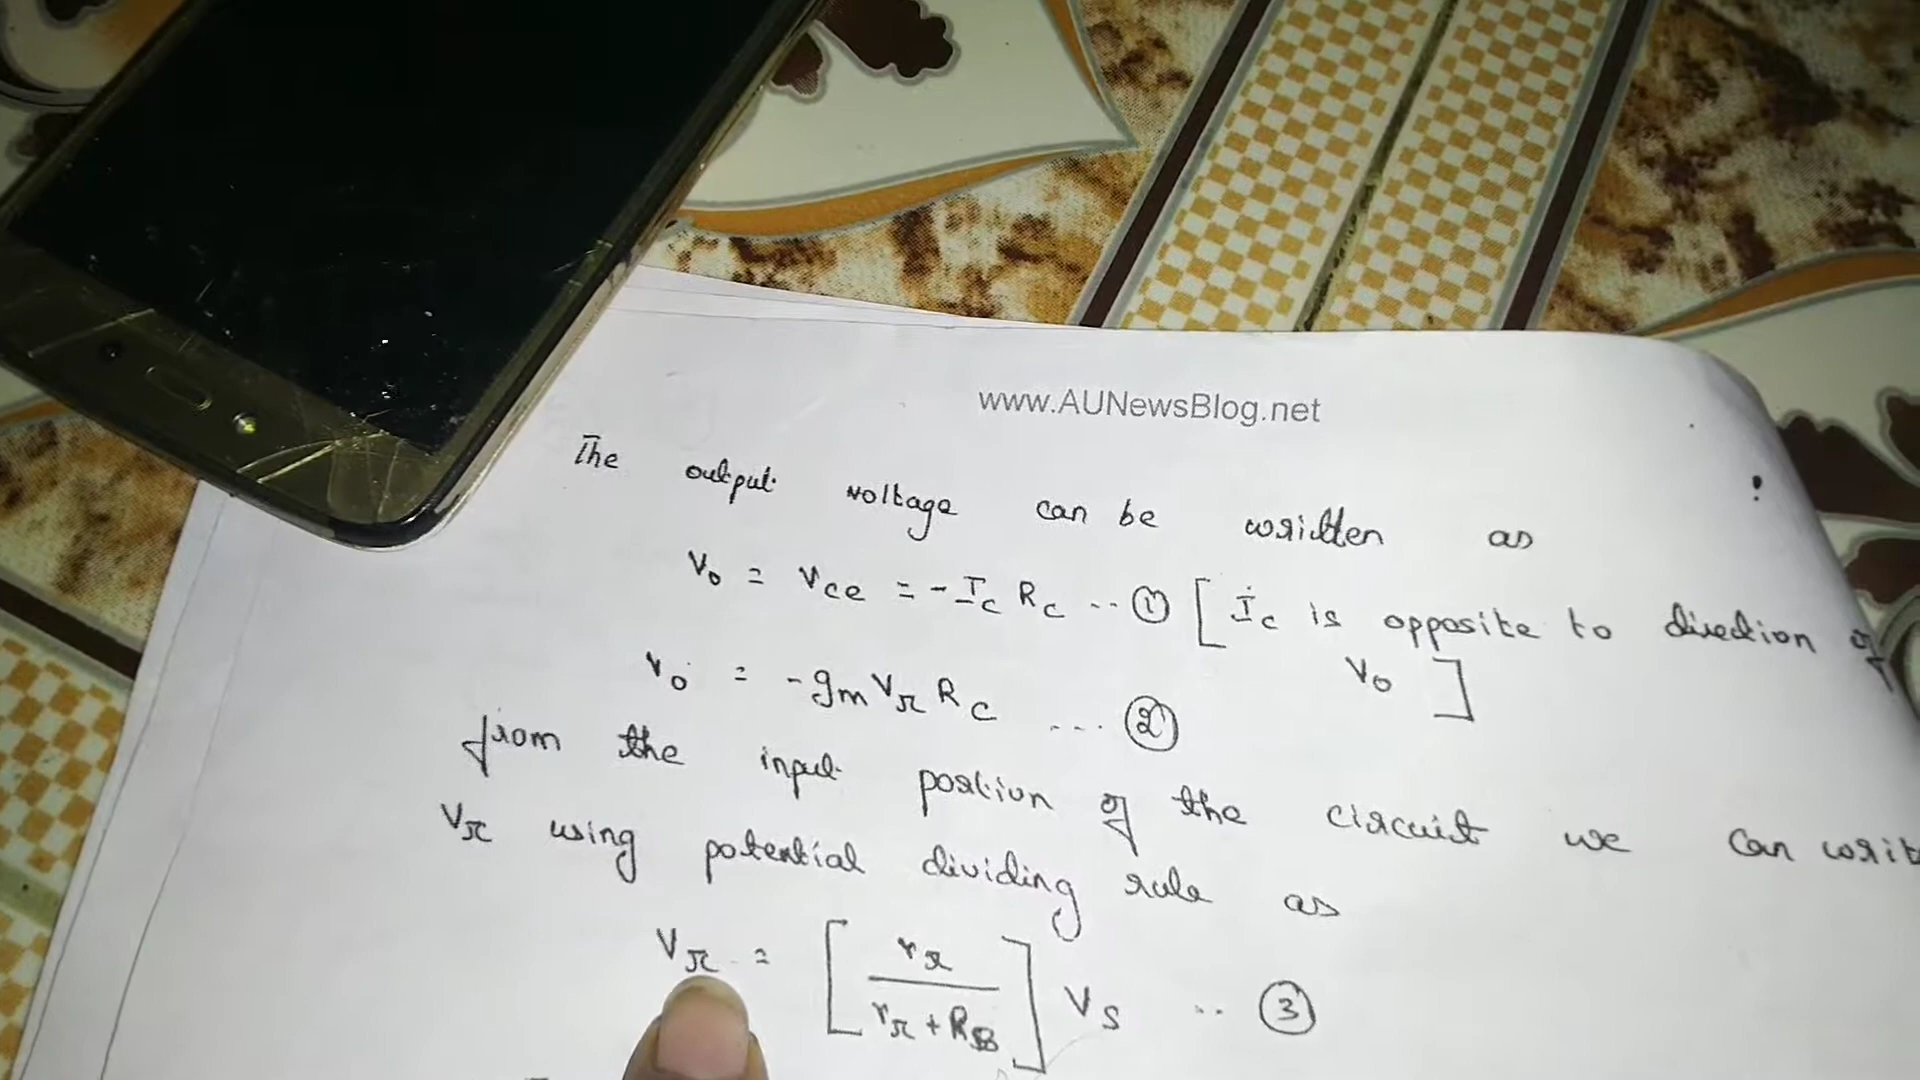 www.AUNewsBlog.net
The output voltage can be written as
V₀ = Vce = -Ic Rc .. ① [ Ic is opposite to direction of
V₀ ]
V₀ = -gm Vπ Rc .... ②
from the input portion of the circuit we can write
Vπ using potential dividing rule as
Vπ = [ rπ / rπ + RB ] Vs .. ③